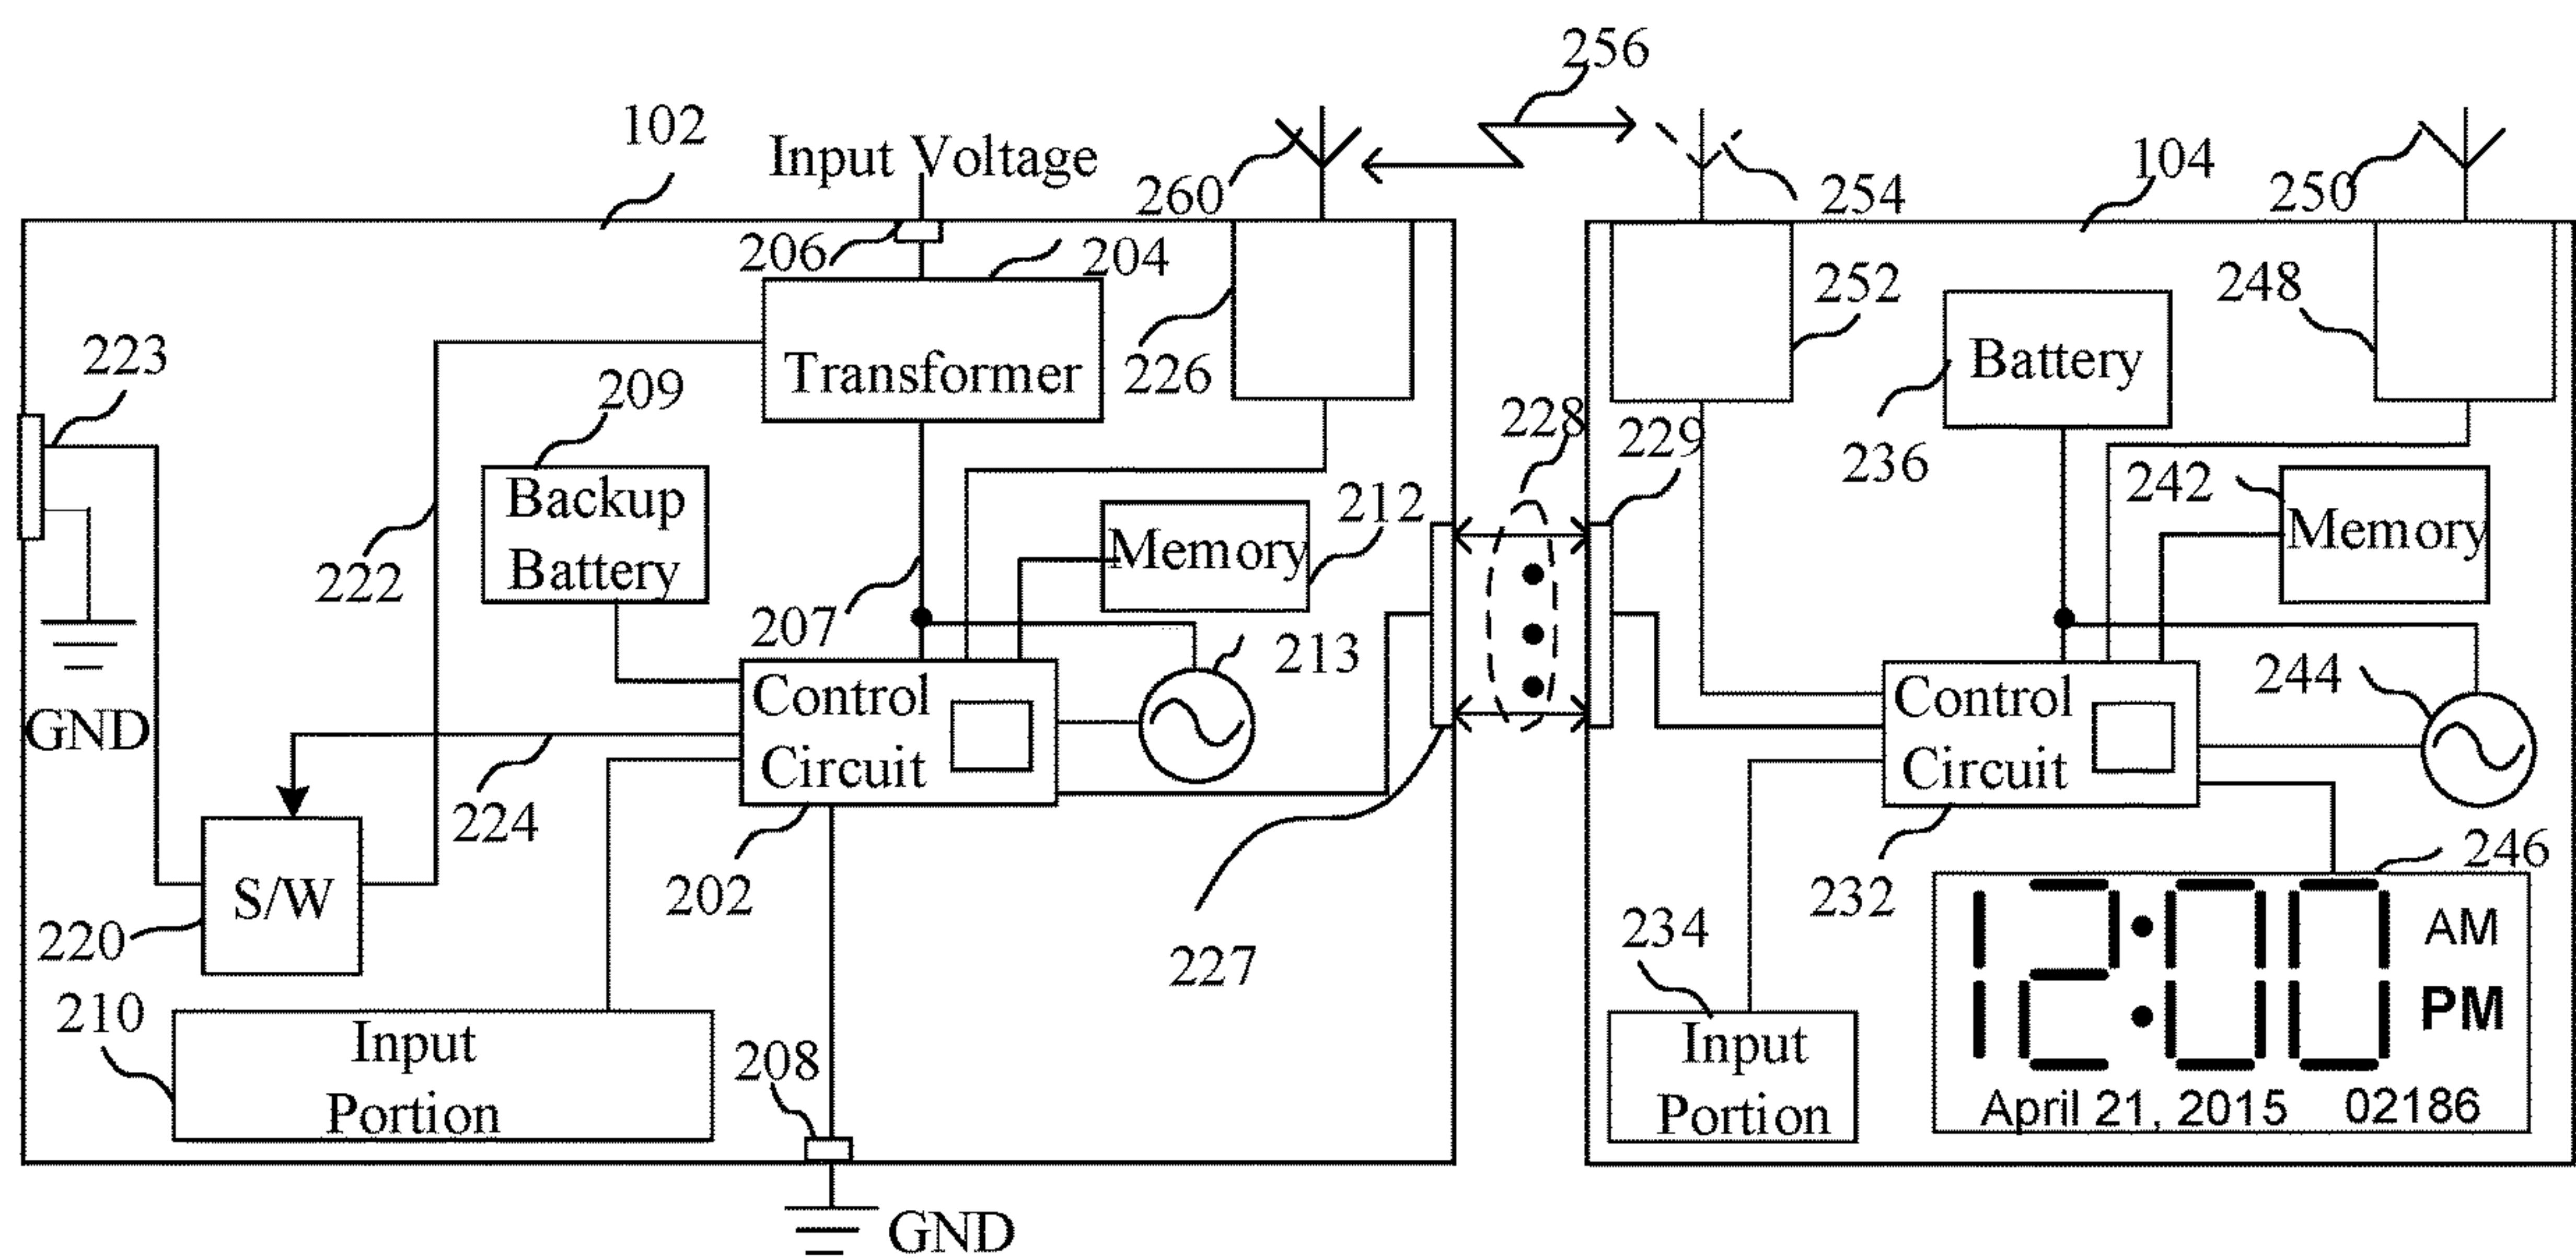 256
102
Input Voltage
260
254
104
250
206
204
226
252
248
223
209
Transformer
Battery
228
229
236
242
Backup
Battery
222
207
Memory
212
Memory
213
244
GND
Control
Circuit
Control
Circuit
224
202
232
246
S/W
220
227
234
12:00
AM
PM
210
Input
Portion
208
Input
Portion
April 21, 2015
02186
GND